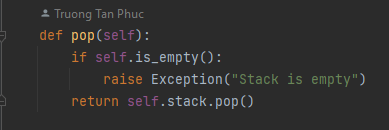 Truong Tan Phuc
def pop(self):
    if self.is_empty():
        raise Exception("Stack is empty")
    return self.stack.pop()